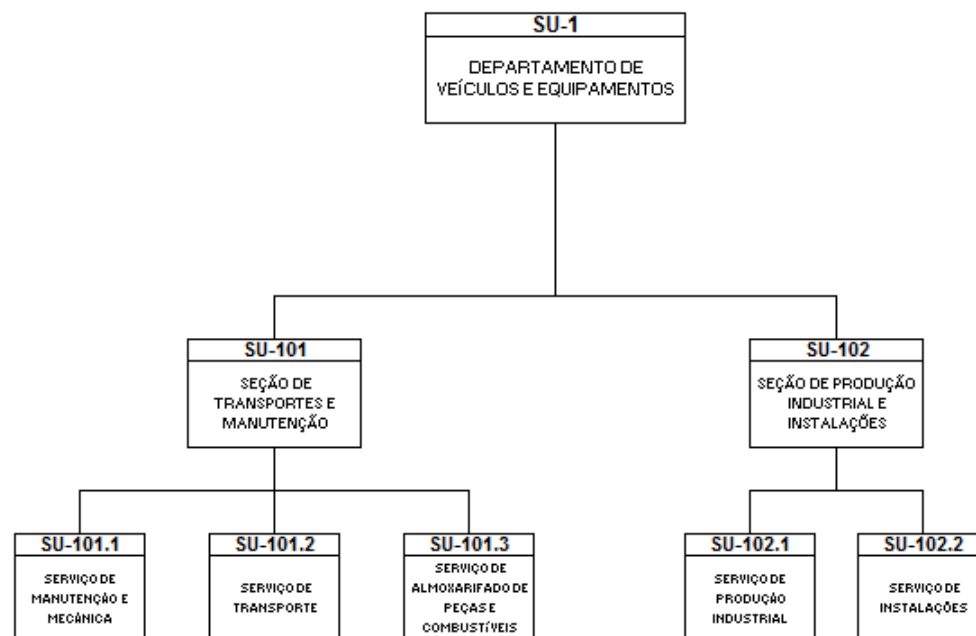 SU-1
DEPARTAMENTO DE
VEÍCULOS E EQUIPAMENTOS
SU-101
SEÇÃO DE
TRANSPORTES E
MANUTENÇÃO
SU-102
SEÇÃO DE PRODUÇÃO
INDUSTRIAL E
INSTALAÇÕES
SU-101.1
SERVIÇO DE
MANUTENÇÃO E
MECÂNICA
SU-101.2
SERVIÇO DE
TRANSPORTE
SU-101.3
SERVIÇO DE
ALMOXARIFADO DE
PEÇAS E
COMBUSTÍVEIS
SU-102.1
SERVIÇO DE
PRODUÇÃO
INDUSTRIAL
SU-102.2
SERVIÇO DE
INSTALAÇÕES